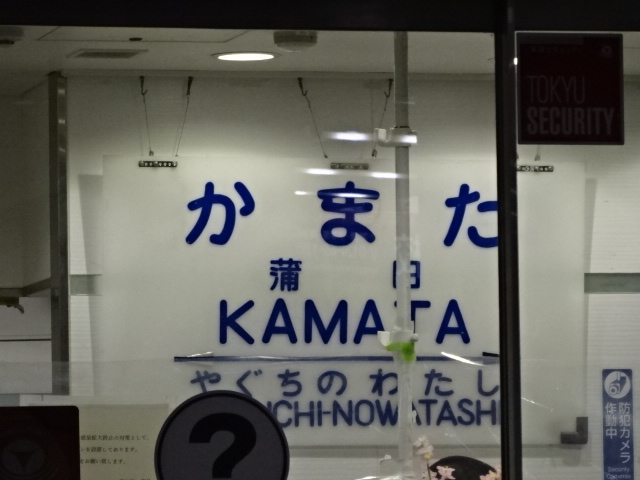 かまた
蒲田
KAMATA
やぐちのわたし
UCHI-NOWATASHI
TOKYU
SECURITY
?
防犯カメラ
作動中